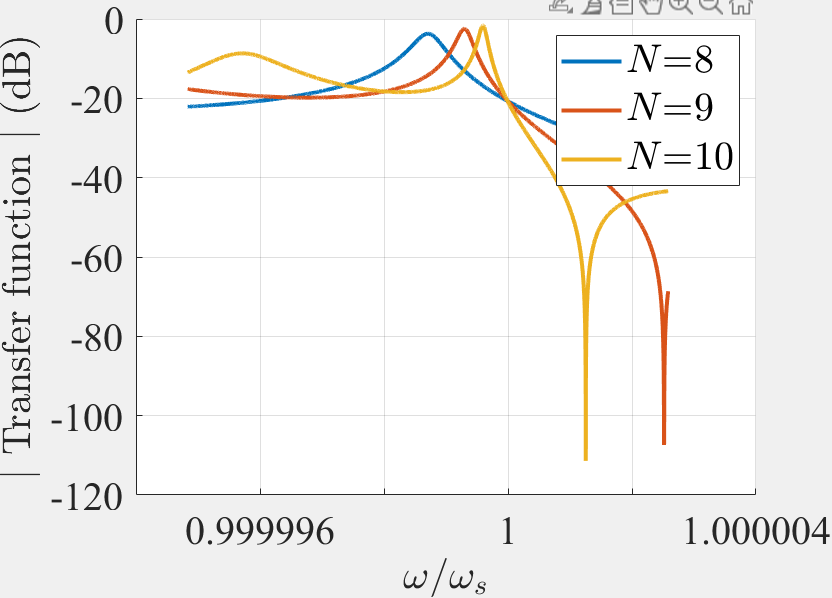 0
-20
-40
-60
-80
-100
-120
| Transfer function | (dB)
N=8
N=9
N=10
0.999996
1
1.000004
ω/ωs